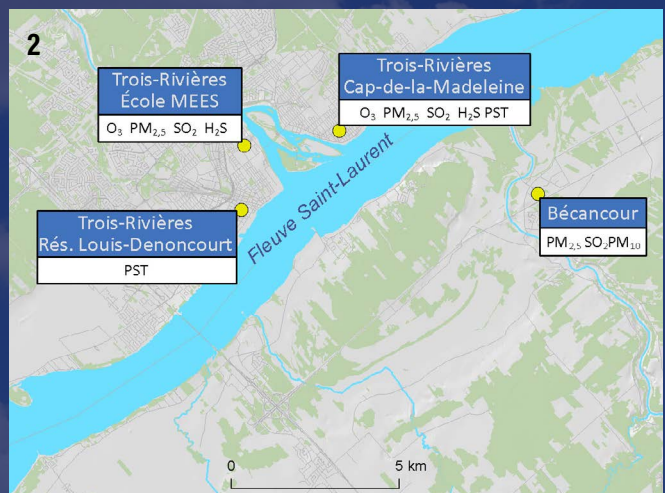 2
Trois-Rivières
École MEES
O₃ PM₂,₅ SO₂ H₂S
Trois-Rivières
Cap-de-la-Madeleine
O₃ PM₂,₅ SO₂ H₂S PST
Trois-Rivières
Rés. Louis-Denoncourt
PST
Fleuve Saint-Laurent
Bécancour
PM₂,₅ SO₂PM₁₀
0 5 km